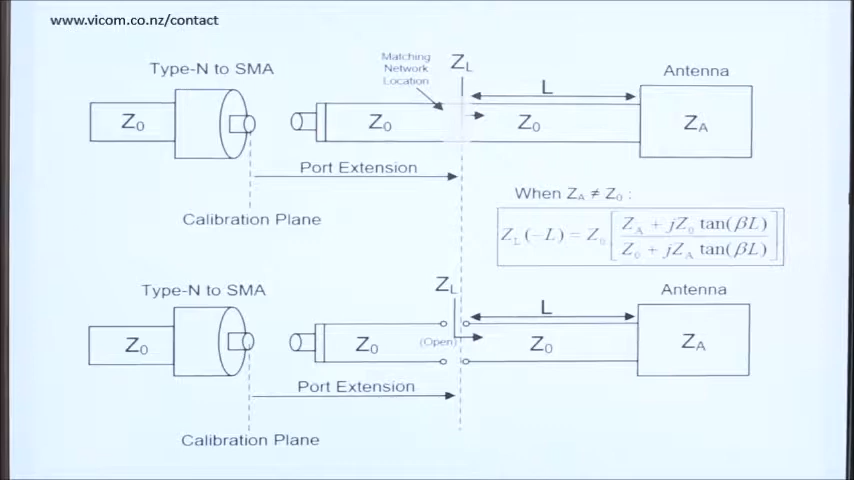 www.vicom.co.nz/contact
Type-N to SMA
Matching
Network
Location
Z_L
L
Antenna
Z₀
Z₀
Z₀
Z_A
Port Extension
Calibration Plane
When Z_A ≠ Z₀ :
Z_L(-L) = Z₀ [ (Z_A + jZ₀ tan(βL)) / (Z₀ + jZ_A tan(βL)) ]
Type-N to SMA
Z_L
L
Antenna
Z₀
Z₀
(Open)
Z₀
Z_A
Port Extension
Calibration Plane